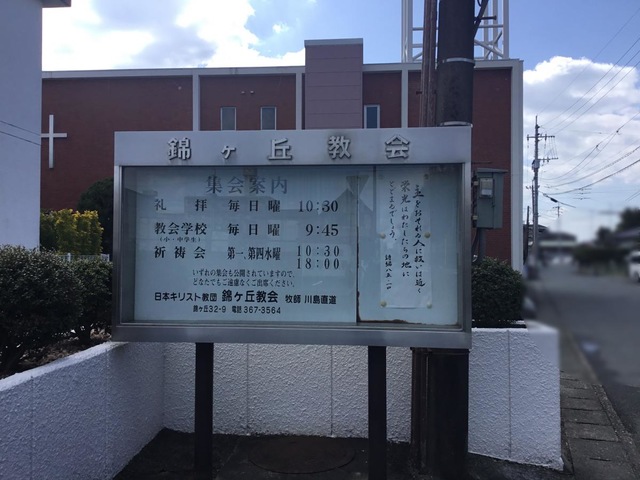 錦ヶ丘教会
集会案内
礼拝 毎日曜 10:30
教会学校 毎日曜 9:45
(小・中学生)
祈祷会 第一、第四水曜 10:30
18:00
いずれの集会も公開されていますので、
どなたでもご遠慮なくご出席ください。
日本キリスト教団 錦ヶ丘教会 牧師 川島直道
錦ヶ丘32-9 電話 367-3564
主をおそれる人に救いは近く
栄光はわたしたちの地に
とどまるでしょう。
詩編八五・一〇